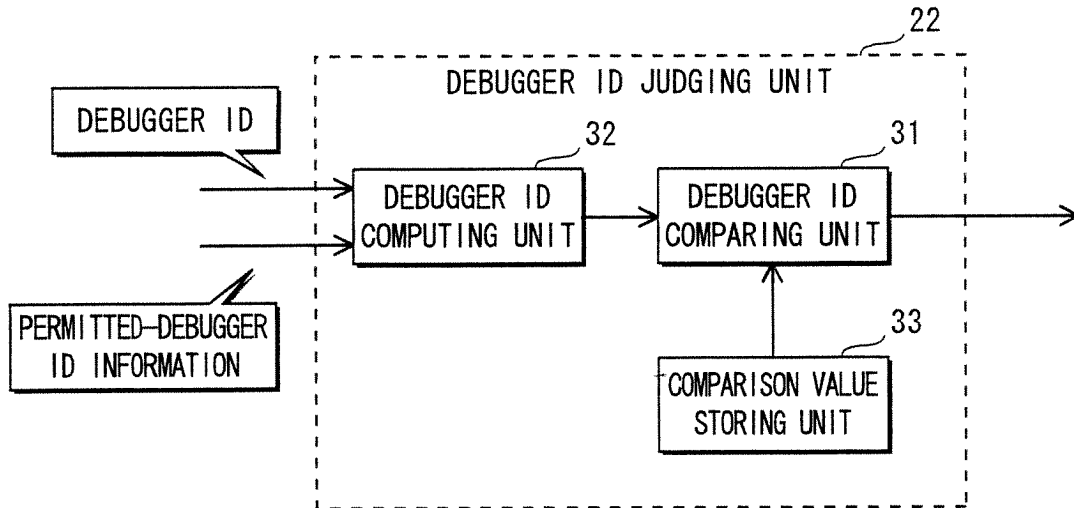 22
DEBUGGER ID JUDGING UNIT
DEBUGGER ID
32
31
DEBUGGER ID
COMPUTING UNIT
DEBUGGER ID
COMPARING UNIT
PERMITTED-DEBUGGER
ID INFORMATION
33
COMPARISON VALUE
STORING UNIT